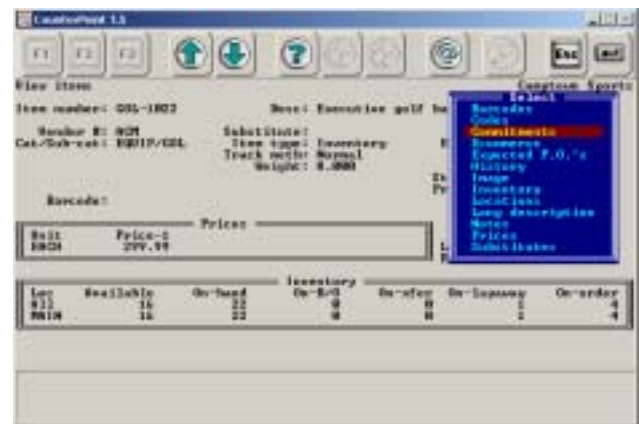 CounterPoint 7.5
F1 F2 F3 Esc
View items Camptown Sports
Item number: GOL-1022 Desc: Executive golf
Vendor #: ACM Substitute:
Cat/Sub-cat: EQUIP/GOL Item type: Inventory
Track meth: Normal
Weight: 0.000
Barcode:
Select
Barcodes
Codes
Commitments
Ecommerce
Expected P.O.'s
History
Image
Inventory
Locations
Long description
Notes
Prices
Substitutes
Prices
Unit Price-1
EACH 299.99
Inventory
Loc Available On-hand On-B/O On-xfer On-layaway On-order
All 16 22 0 0 1 4
MAIN 16 22 0 0 1 4